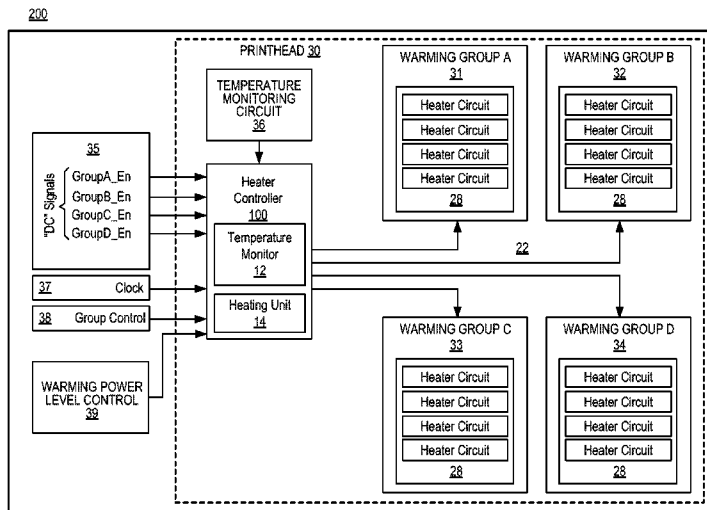 200
PRINTHEAD 30
TEMPERATURE
MONITORING
CIRCUIT
36
WARMING GROUP A
31
Heater Circuit
Heater Circuit
Heater Circuit
Heater Circuit
28
WARMING GROUP B
32
Heater Circuit
Heater Circuit
Heater Circuit
Heater Circuit
28
35
"DC" Signals
GroupA_En
GroupB_En
GroupC_En
GroupD_En
Heater
Controller
100
Temperature
Monitor
12
Heating Unit
14
22
37 Clock
38 Group Control
WARMING POWER
LEVEL CONTROL
39
WARMING GROUP C
33
Heater Circuit
Heater Circuit
Heater Circuit
Heater Circuit
28
WARMING GROUP D
34
Heater Circuit
Heater Circuit
Heater Circuit
Heater Circuit
28